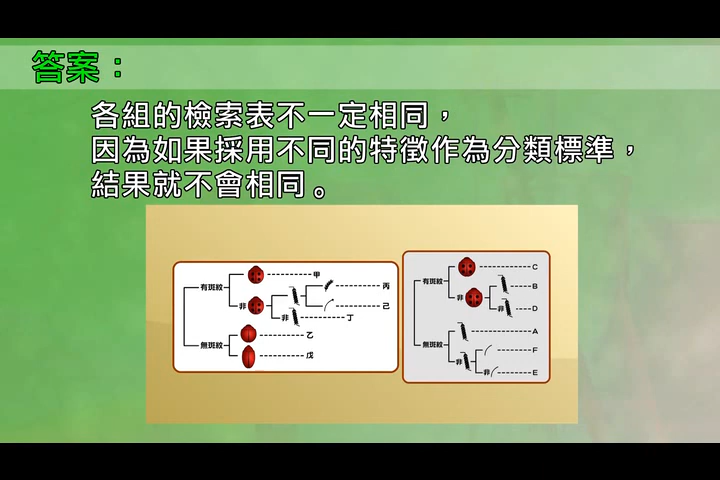 答案：
各組的檢索表不一定相同，
因為如果採用不同的特徵作為分類標準，
結果就不會相同。
有斑紋
甲
非
丙
己
非
丁
無斑紋
乙
戊
有斑紋
C
非
B
非
D
無斑紋
A
非
F
非
E